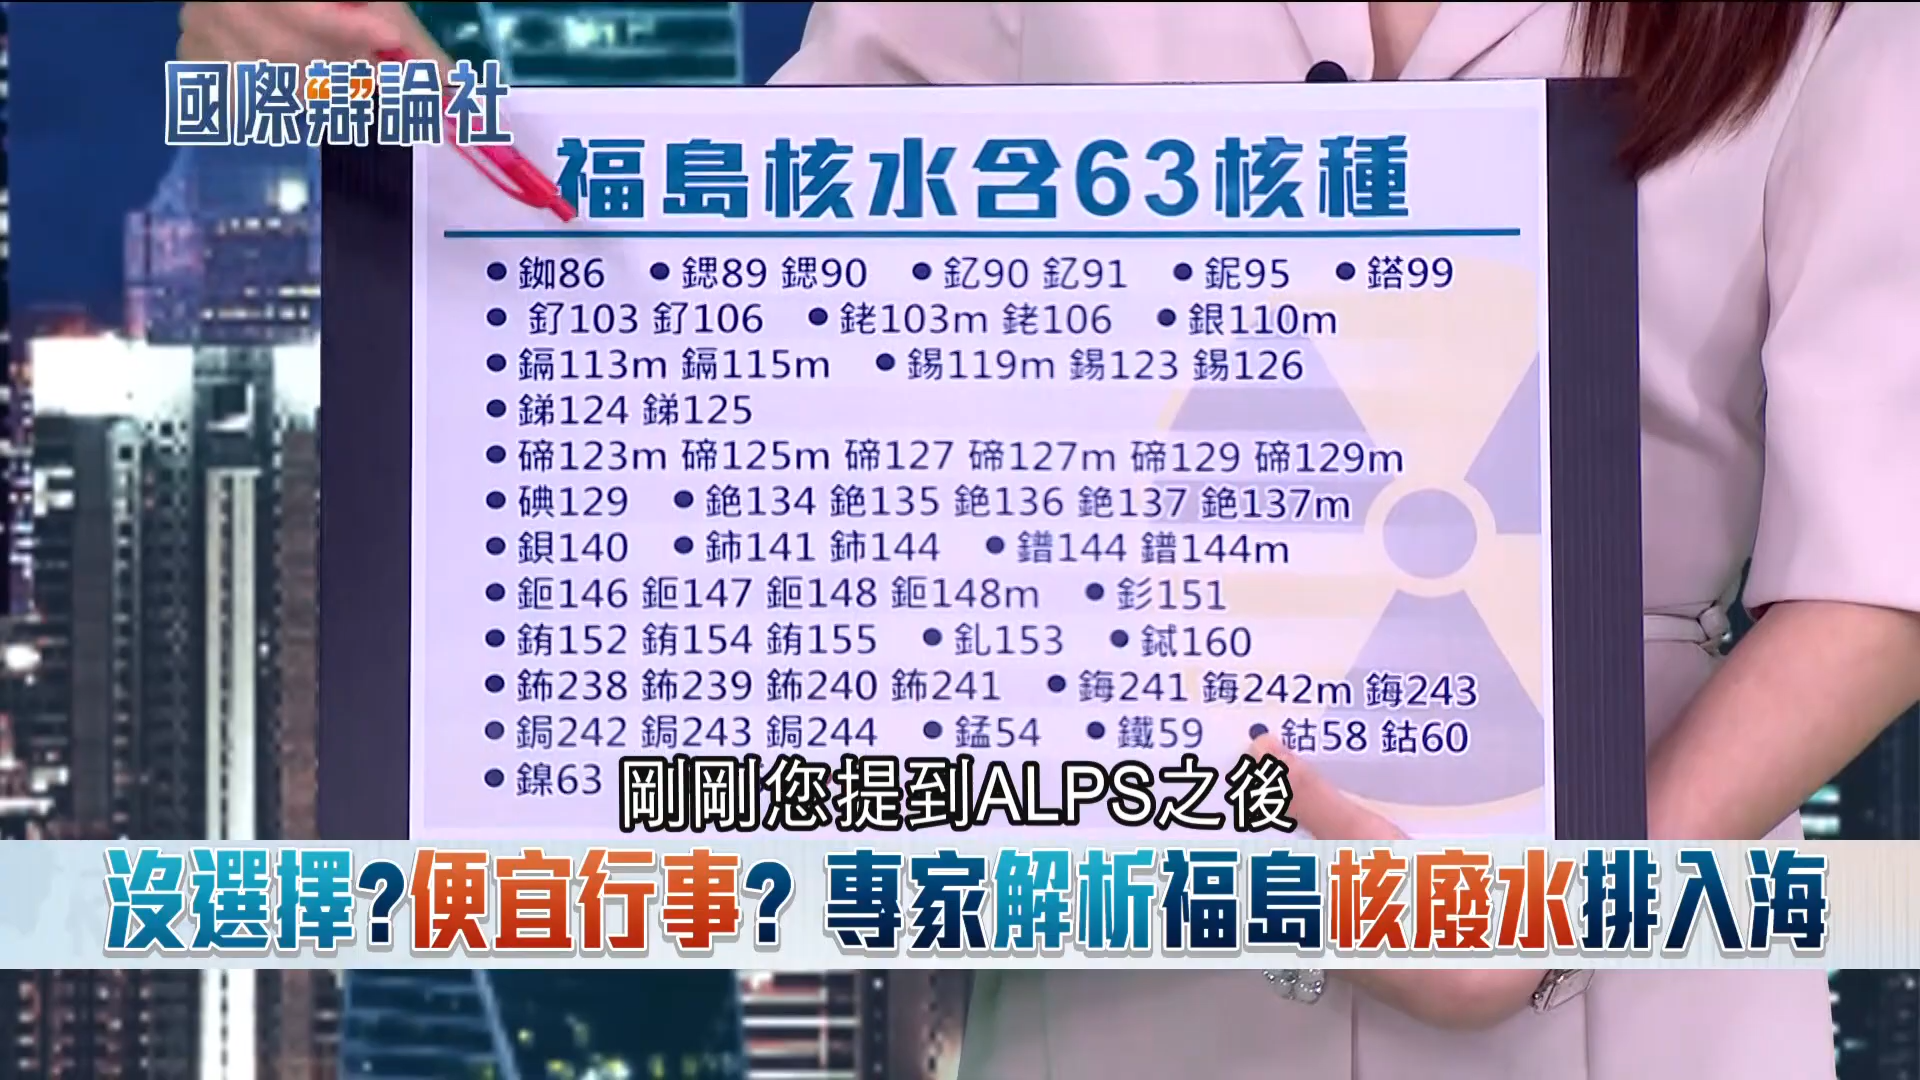 國際辯論社
福島核水含63核種
•銣86 •鍶89 鍶90 •釔90 釔91 •鈮95 •鎝99
•釕103 釕106 •銠103m 銠106 •銀110m
•鎘113m 鎘115m •錫119m 錫123 錫126
•銻124 銻125
•碲123m 碲125m 碲127 碲127m 碲129 碲129m
•碘129 •銫134 銫135 銫136 銫137 銫137m
•鋇140 •鈰141 鈰144 •鐠144 鐠144m
•鉕146 鉕147 鉕148 鉕148m •釤151
•銪152 銪154 銪155 •釓153 •鋱160
•鈽238 鈽239 鈽240 鈽241 •鋂241 鋂242m 鋂243
•鋦242 鋦243 鋦244 •錳54 •鐵59 •鈷58 鈷60
•鎳63
剛剛您提到ALPS之後
沒選擇?便宜行事? 專家解析福島核廢水排入海